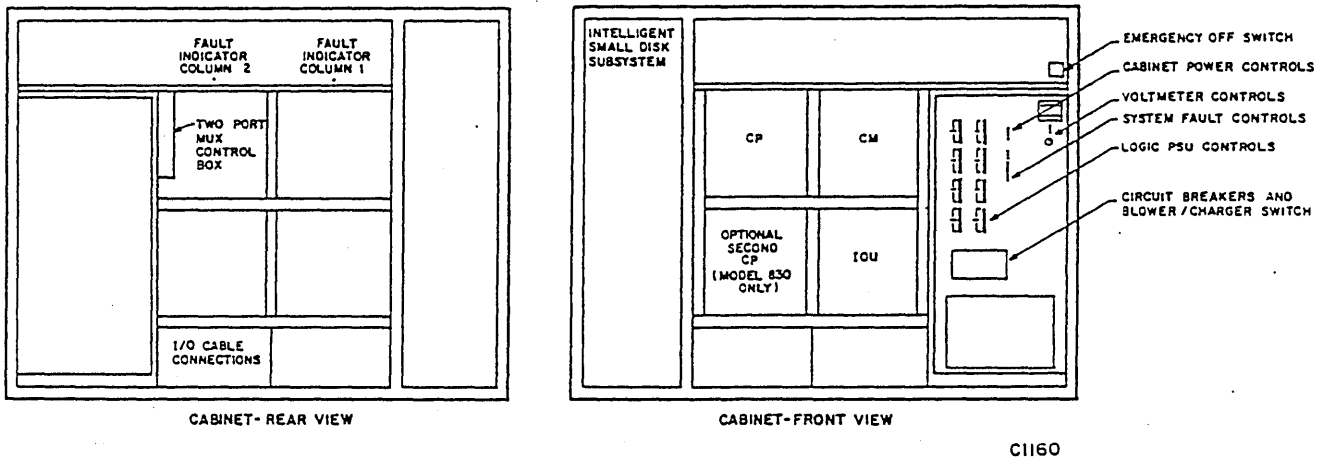 FAULT
INDICATOR
COLUMN 2
FAULT
INDICATOR
COLUMN 1
TWO PORT
MUX
CONTROL
BOX
I/O CABLE
CONNECTIONS
CABINET-REAR VIEW
INTELLIGENT
SMALL DISK
SUBSYSTEM
CP
CM
OPTIONAL
SECOND
CP
(MODEL 830
ONLY)
IOU
EMERGENCY OFF SWITCH
CABINET POWER CONTROLS
VOLTMETER CONTROLS
SYSTEM FAULT CONTROLS
LOGIC PSU CONTROLS
CIRCUIT BREAKERS AND
BLOWER/CHARGER SWITCH
CABINET-FRONT VIEW
C1160